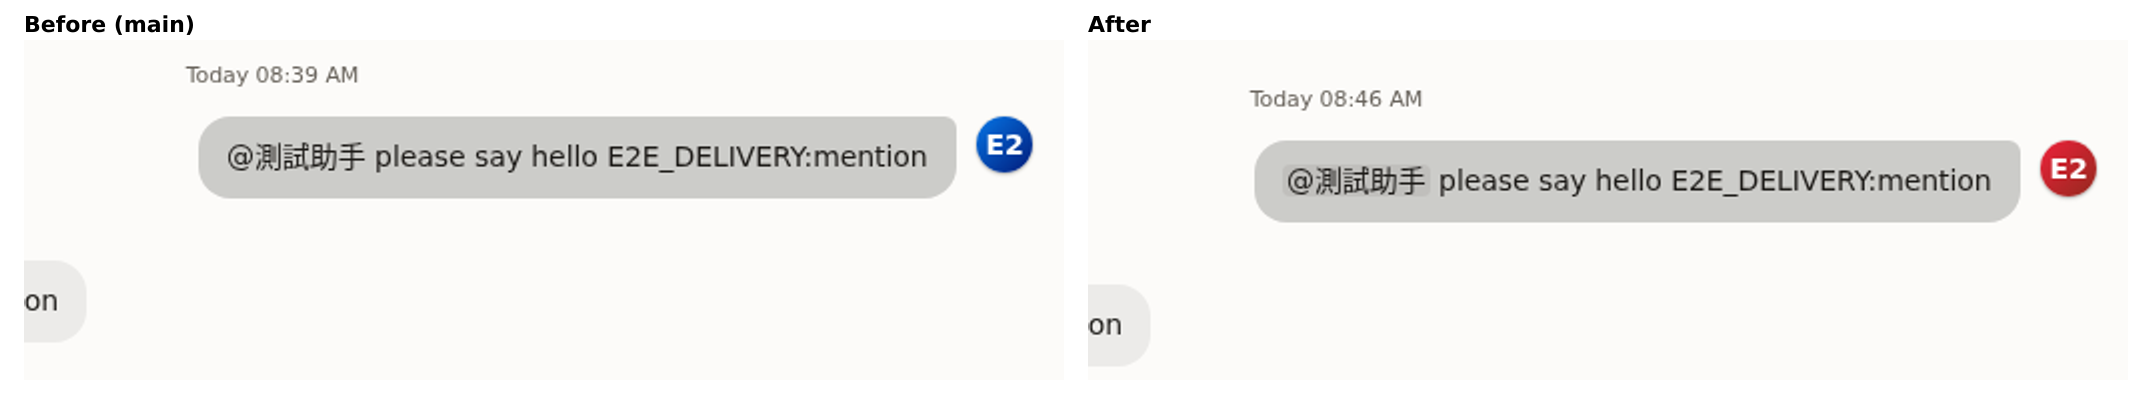 Before (main)
Today 08:39 AM
@測試助手 please say hello E2E_DELIVERY:mention
E2
on
After
Today 08:46 AM
@測試助手 please say hello E2E_DELIVERY:mention
E2
on